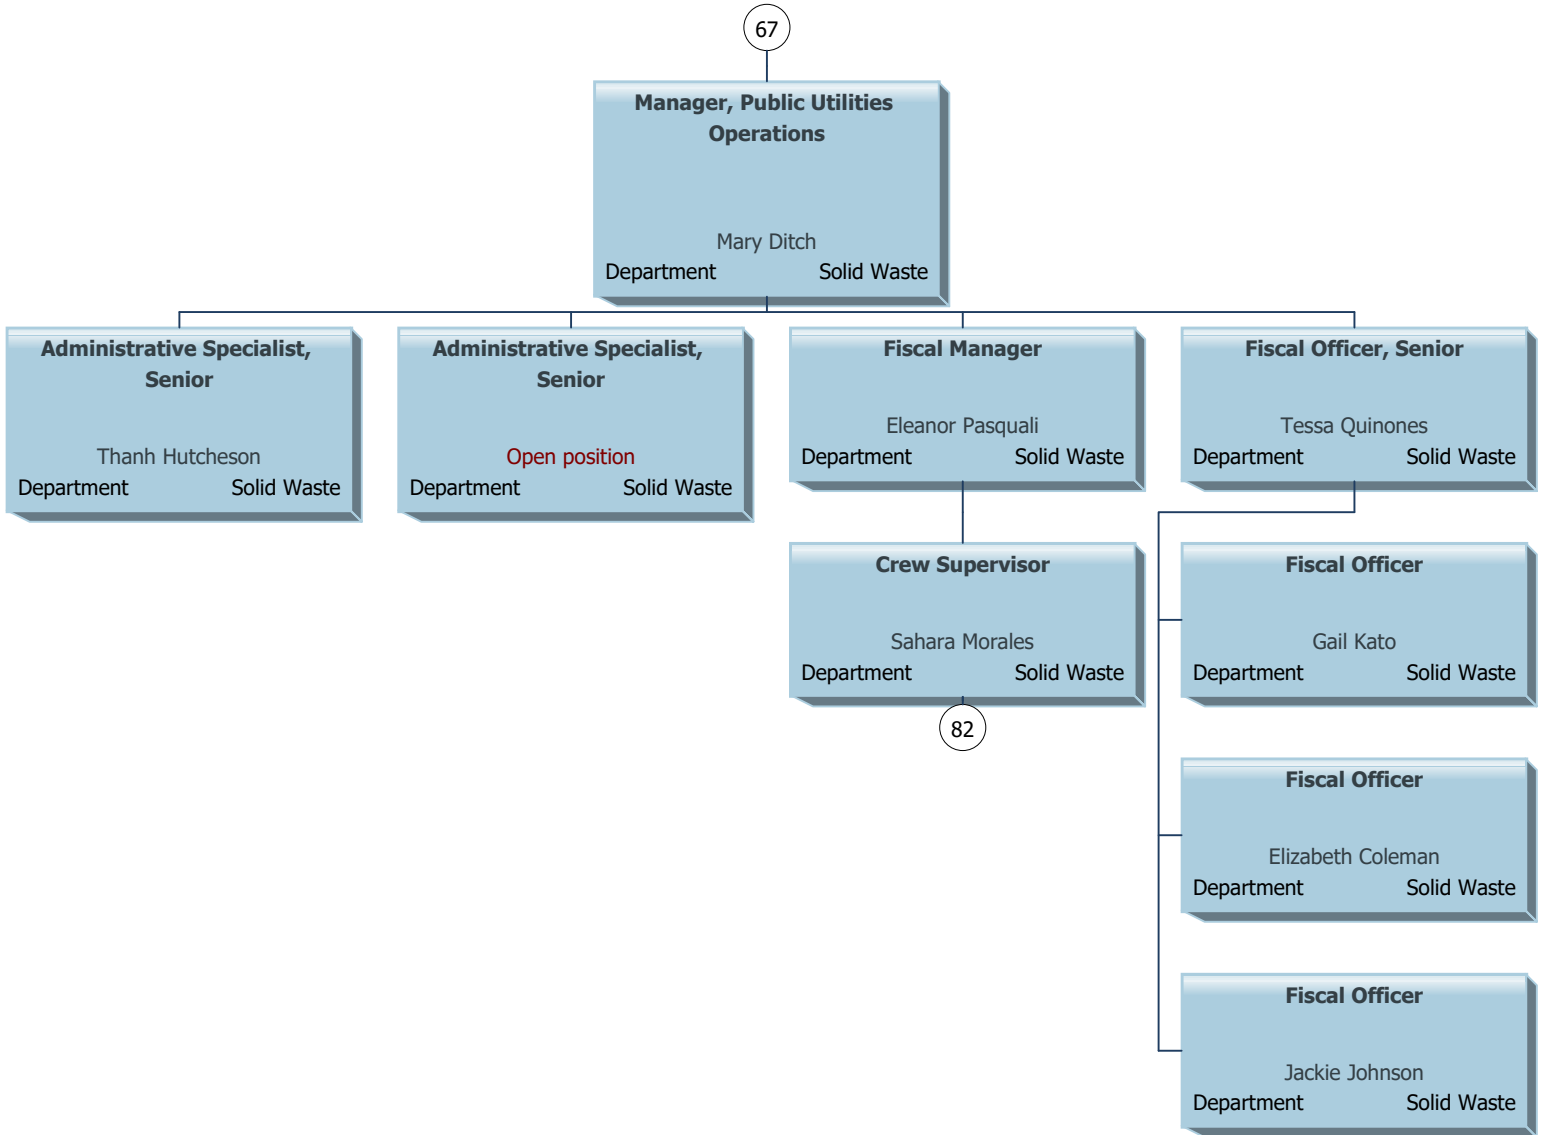 67
Manager, Public Utilities
Operations
Mary Ditch
Department Solid Waste
Administrative Specialist,
Senior
Thanh Hutcheson
Department Solid Waste
Administrative Specialist,
Senior
Open position
Department Solid Waste
Fiscal Manager
Eleanor Pasquali
Department Solid Waste
Fiscal Officer, Senior
Tessa Quinones
Department Solid Waste
Crew Supervisor
Sahara Morales
Department Solid Waste
82
Fiscal Officer
Gail Kato
Department Solid Waste
Fiscal Officer
Elizabeth Coleman
Department Solid Waste
Fiscal Officer
Jackie Johnson
Department Solid Waste